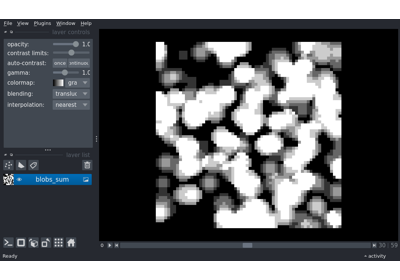 File View Plugins Window Help
layer controls
opacity: 1.0
contrast limits:
auto-contrast: once
gamma: 1.0
colormap: gra
blending: translu
interpolation: nearest
layer list
blobs_sum
0 30 59
Ready activity